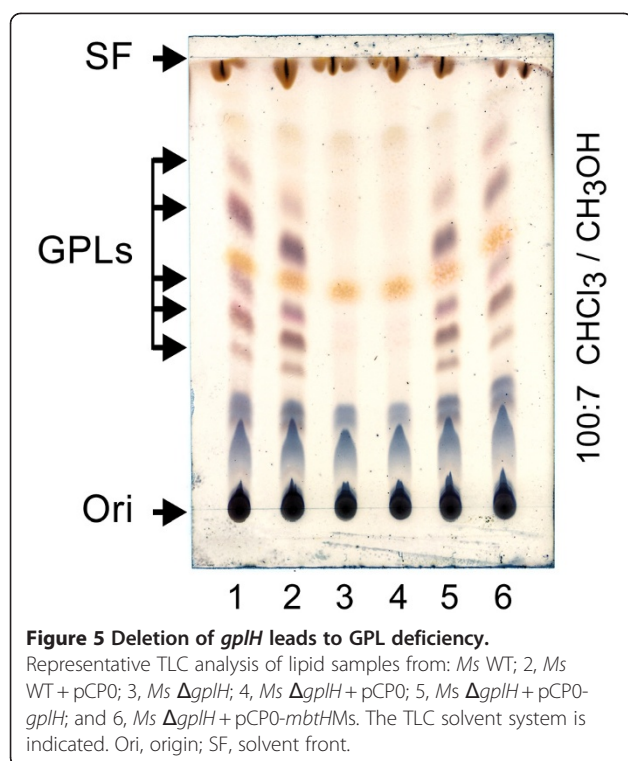 SF
GPLs
Ori
100:7 CHCl₃ / CH₃OH
1 2 3 4 5 6
Figure 5 Deletion of gplH leads to GPL deficiency.
Representative TLC analysis of lipid samples from: Ms WT; 2, Ms
WT + pCP0; 3, Ms ΔgplH; 4, Ms ΔgplH + pCP0; 5, Ms ΔgplH + pCP0-
gplH; and 6, Ms ΔgplH + pCP0-mbtHMs. The TLC solvent system is
indicated. Ori, origin; SF, solvent front.